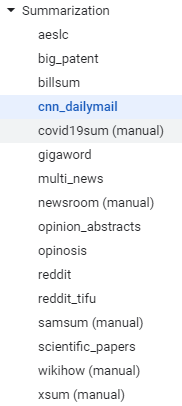 Summarization
aeslc
big_patent
billsum
cnn_dailymail
covid19sum (manual)
gigaword
multi_news
newsroom (manual)
opinion_abstracts
opinosis
reddit
reddit_tifu
samsum (manual)
scientific_papers
wikihow (manual)
xsum (manual)